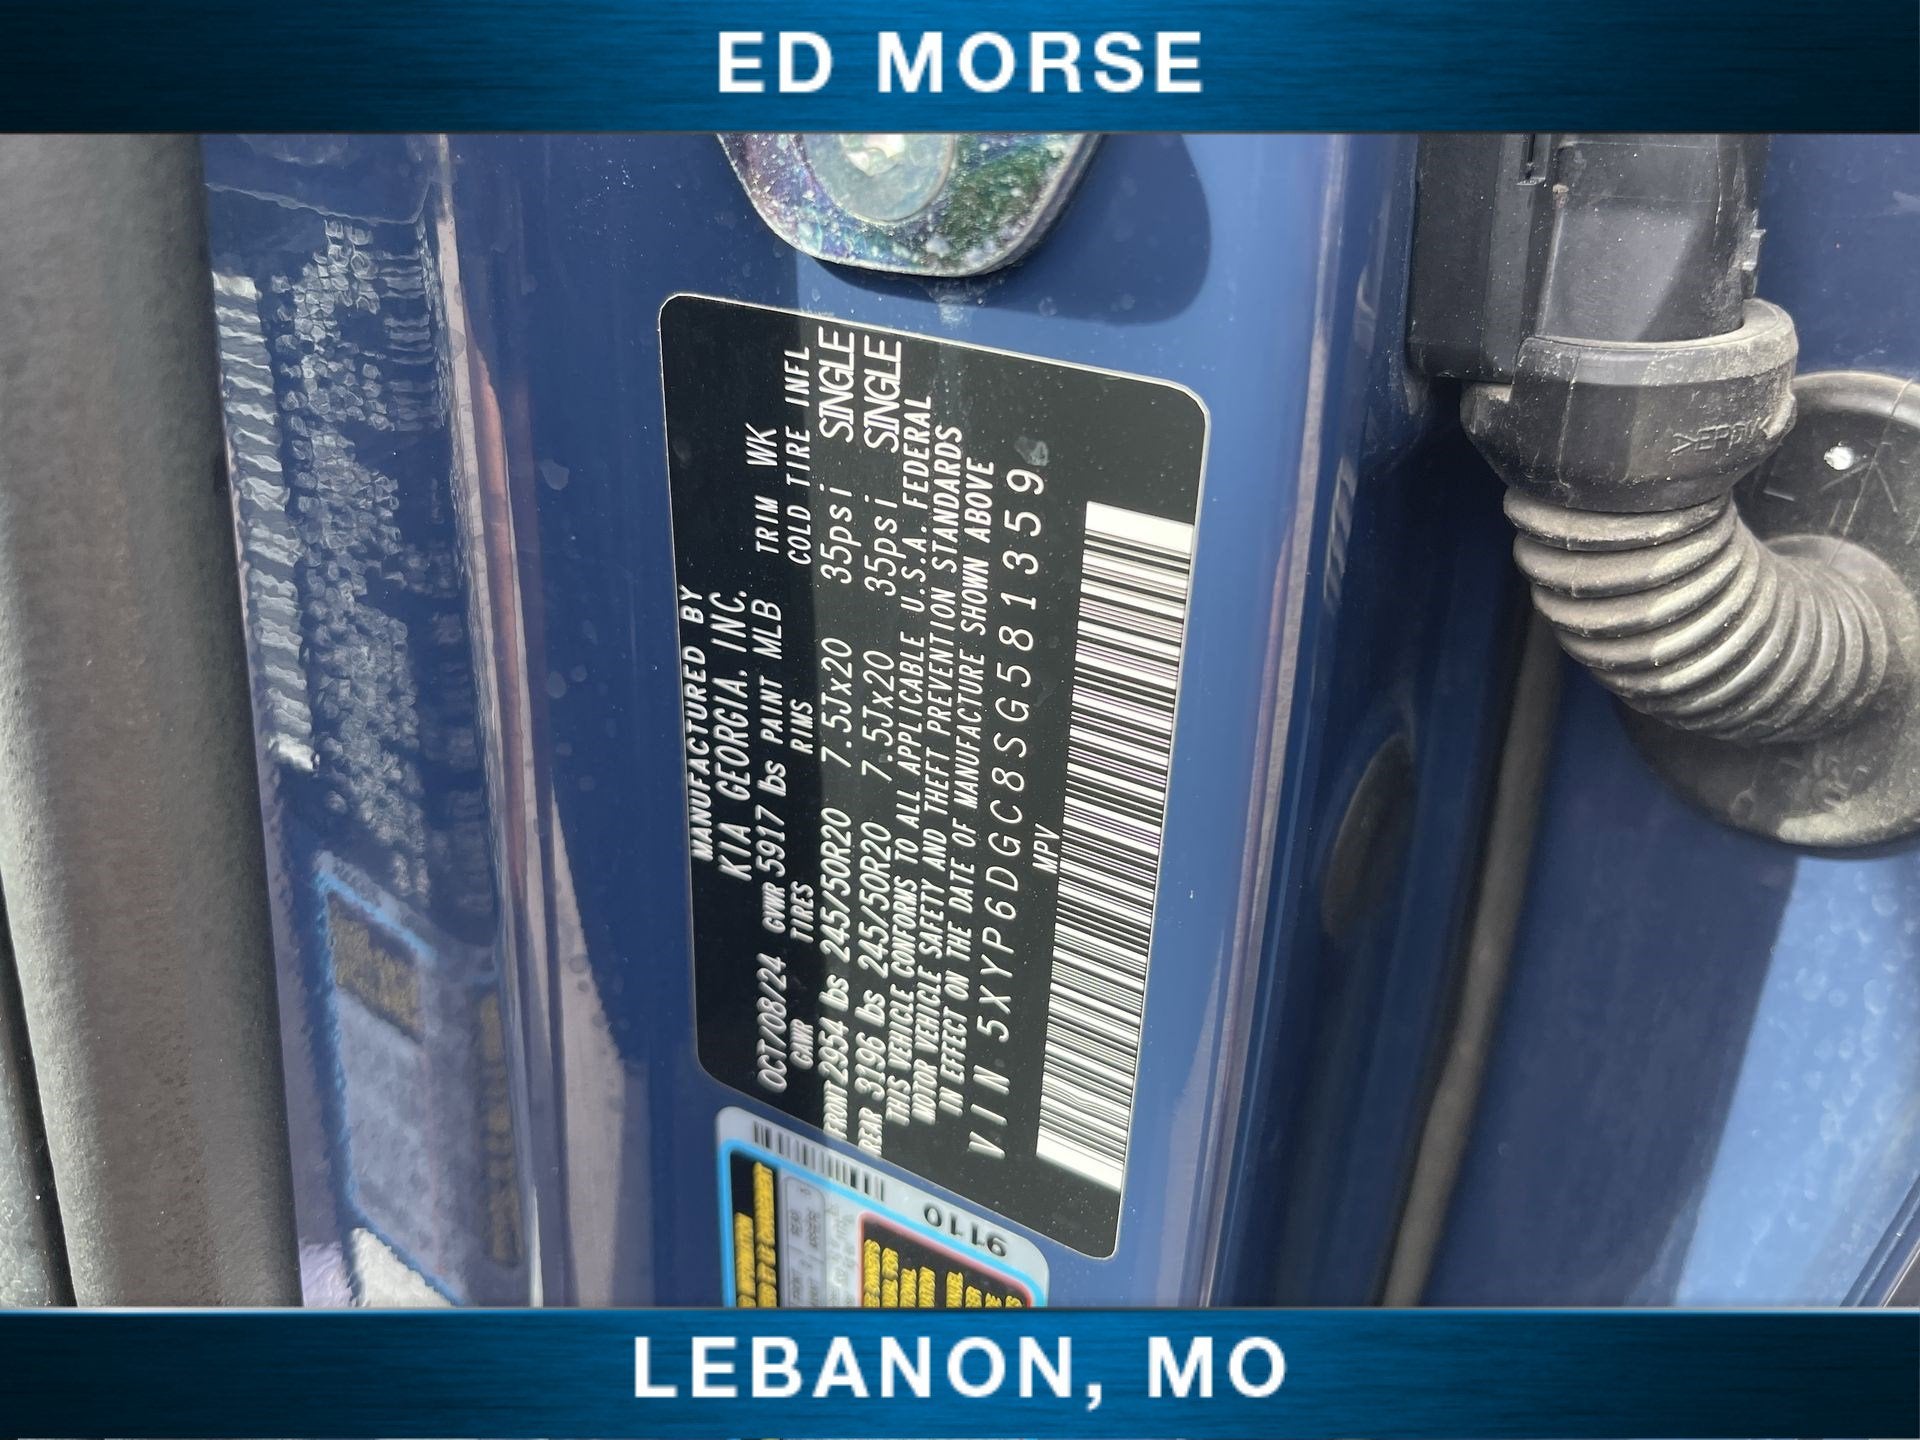 ED MORSE
MANUFACTURED BY
KIA GEORGIA, INC.
OCT/08/24 GVWR 5917 lbs PAINT MLB TRIM WK
GAWR TIRES RIMS COLD TIRE INFL
FRONT 2954 lbs 245/50R20 7.5Jx20 35psi SINGLE
REAR 3196 lbs 245/50R20 7.5Jx20 35psi SINGLE
THIS VEHICLE CONFORMS TO ALL APPLICABLE U.S.A. FEDERAL
MOTOR VEHICLE SAFETY AND THEFT PREVENTION STANDARDS
IN EFFECT ON THE DATE OF MANUFACTURE SHOWN ABOVE
VIN 5XYP6DGC8SG581359
MPV
9110
LEBANON, MO